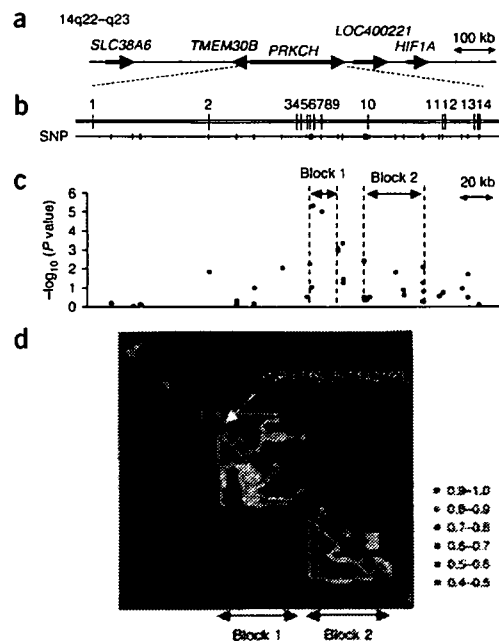 a
14q22–q23
SLC38A6
TMEM30B
PRKCH
LOC400221
HIF1A
100 kb
b
1 2 3456789 10 1112 1314
SNP
c
Block 1
Block 2
20 kb
–log10 (P value)
6
5
4
3
2
1
0
d
0.9–1.0
0.8–0.9
0.7–0.8
0.6–0.7
0.5–0.6
0.4–0.5
Block 1
Block 2